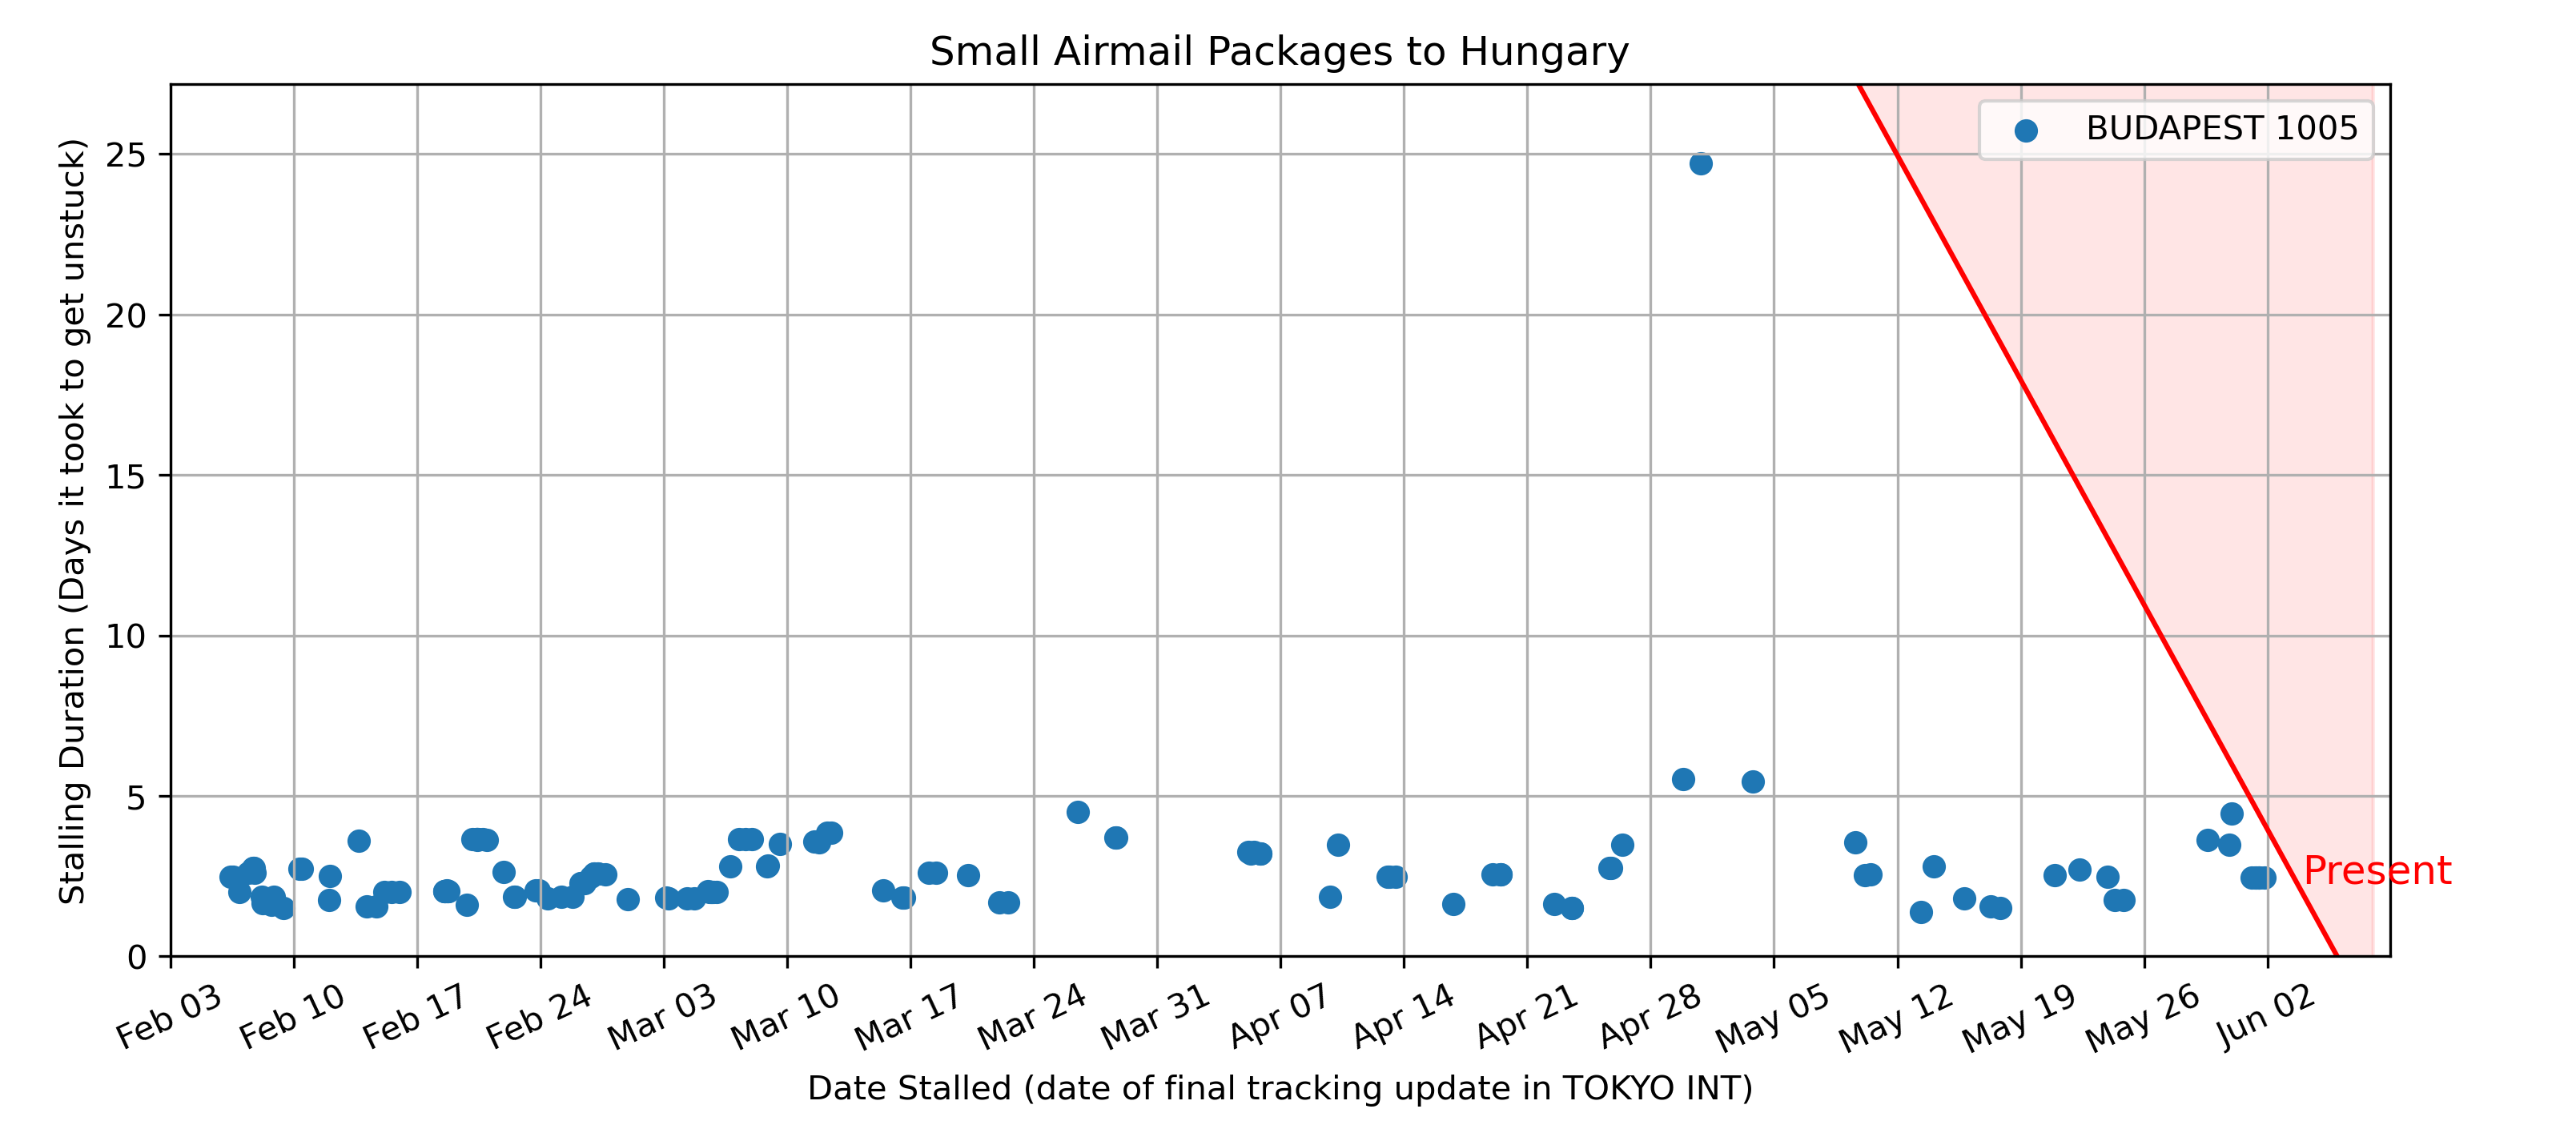 Small Airmail Packages to Hungary
BUDAPEST 1005
Stalling Duration (Days it took to get unstuck)
25
20
15
10
5
0
Present
Feb 03
Feb 10
Feb 17
Feb 24
Mar 03
Mar 10
Mar 17
Mar 24
Mar 31
Apr 07
Apr 14
Apr 21
Apr 28
May 05
May 12
May 19
May 26
Jun 02
Date Stalled (date of final tracking update in TOKYO INT)